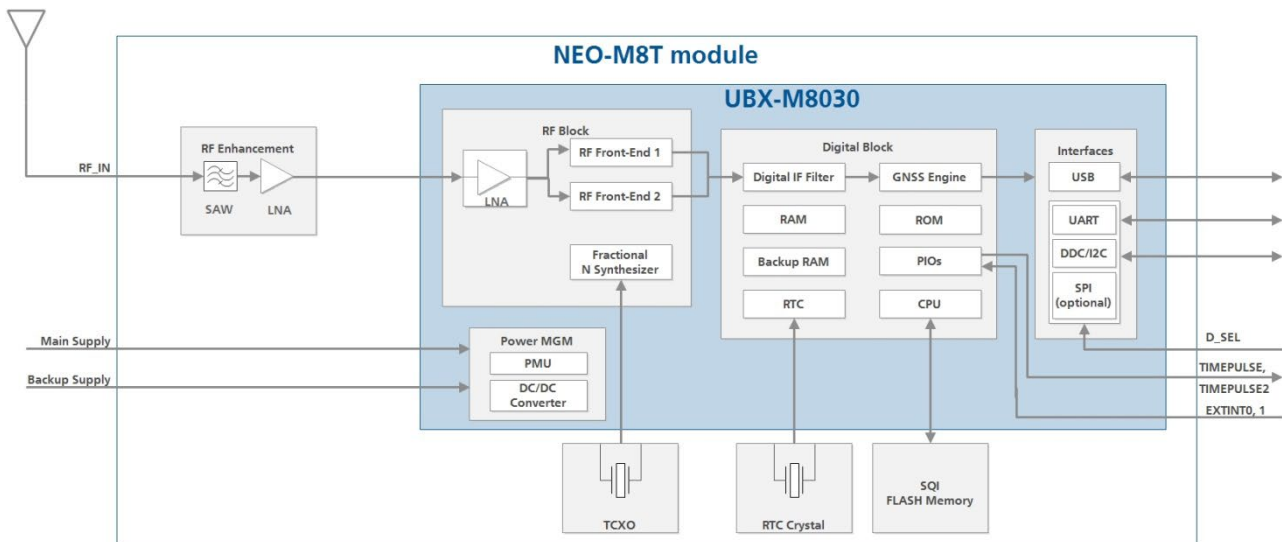 NEO-M8T module
UBX-M8030
RF_IN
RF Enhancement
SAW
LNA
RF Block
LNA
RF Front-End 1
RF Front-End 2
Fractional
N Synthesizer
Digital Block
Digital IF Filter
GNSS Engine
RAM
ROM
Backup RAM
PIOs
RTC
CPU
Interfaces
USB
UART
DDC/I2C
SPI
(optional)
Main Supply
Backup Supply
Power MGM
PMU
DC/DC
Converter
D_SEL
TIMEPULSE,
TIMEPULSE2
EXTINT0, 1
TCXO
RTC Crystal
SQI
FLASH Memory